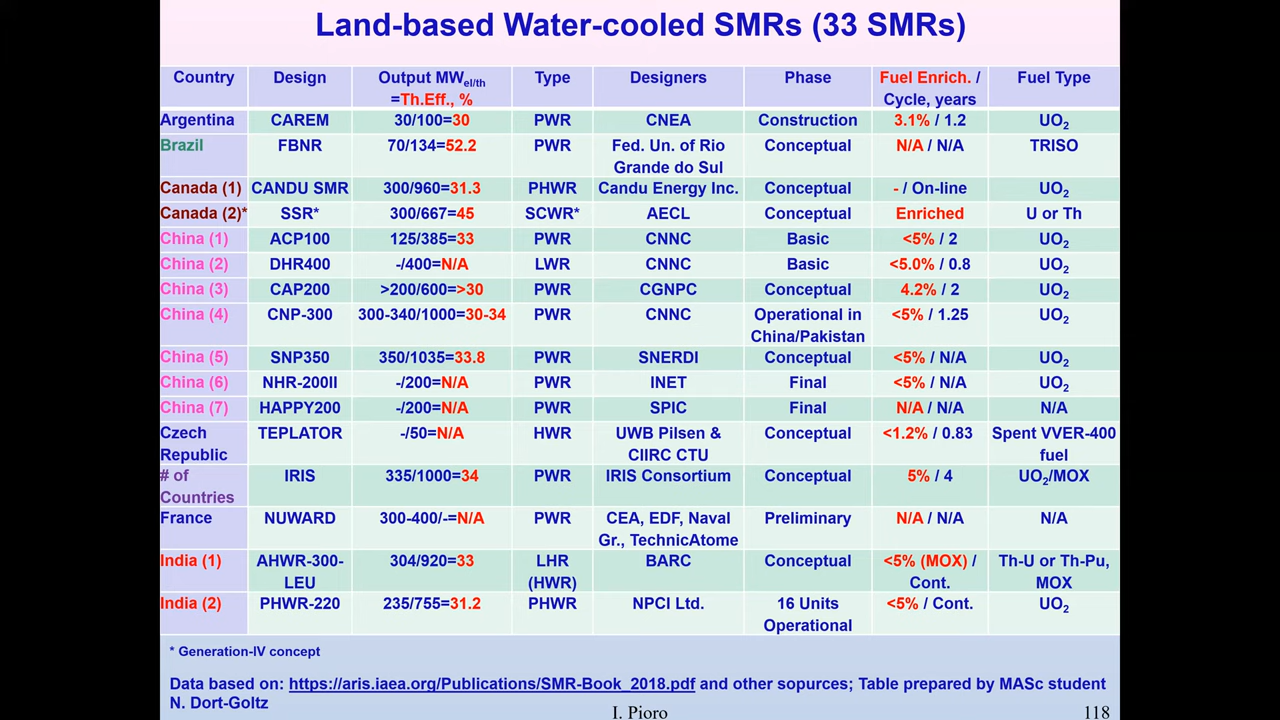 Land-based Water-cooled SMRs (33 SMRs)
Country Design Output MWel/th =Th.Eff., % Type Designers Phase Fuel Enrich. / Cycle, years Fuel Type
Argentina CAREM 30/100=30 PWR CNEA Construction 3.1% / 1.2 UO2
Brazil FBNR 70/134=52.2 PWR Fed. Un. of Rio Grande do Sul Conceptual N/A / N/A TRISO
Canada (1) CANDU SMR 300/960=31.3 PHWR Candu Energy Inc. Conceptual - / On-line UO2
Canada (2)* SSR* 300/667=45 SCWR* AECL Conceptual Enriched U or Th
China (1) ACP100 125/385=33 PWR CNNC Basic <5% / 2 UO2
China (2) DHR400 -/400=N/A LWR CNNC Basic <5.0% / 0.8 UO2
China (3) CAP200 >200/600=>30 PWR CGNPC Conceptual 4.2% / 2 UO2
China (4) CNP-300 300-340/1000=30-34 PWR CNNC Operational in China/Pakistan <5% / 1.25 UO2
China (5) SNP350 350/1035=33.8 PWR SNERDI Conceptual <5% / N/A UO2
China (6) NHR-200II -/200=N/A PWR INET Final <5% / N/A UO2
China (7) HAPPY200 -/200=N/A PWR SPIC Final N/A / N/A N/A
Czech Republic TEPLATOR -/50=N/A HWR UWB Pilsen & CIIRC CTU Conceptual <1.2% / 0.83 Spent VVER-400 fuel
# of Countries IRIS 335/1000=34 PWR IRIS Consortium Conceptual 5% / 4 UO2/MOX
France NUWARD 300-400/-=N/A PWR CEA, EDF, Naval Gr., TechnicAtome Preliminary N/A / N/A N/A
India (1) AHWR-300-LEU 304/920=33 LHR (HWR) BARC Conceptual <5% (MOX) / Cont. Th-U or Th-Pu, MOX
India (2) PHWR-220 235/755=31.2 PHWR NPCI Ltd. 16 Units Operational <5% / Cont. UO2
* Generation-IV concept
Data based on: https://aris.iaea.org/Publications/SMR-Book_2018.pdf and other sopurces; Table prepared by MASc student
N. Dort-Goltz
I. Pioro 118